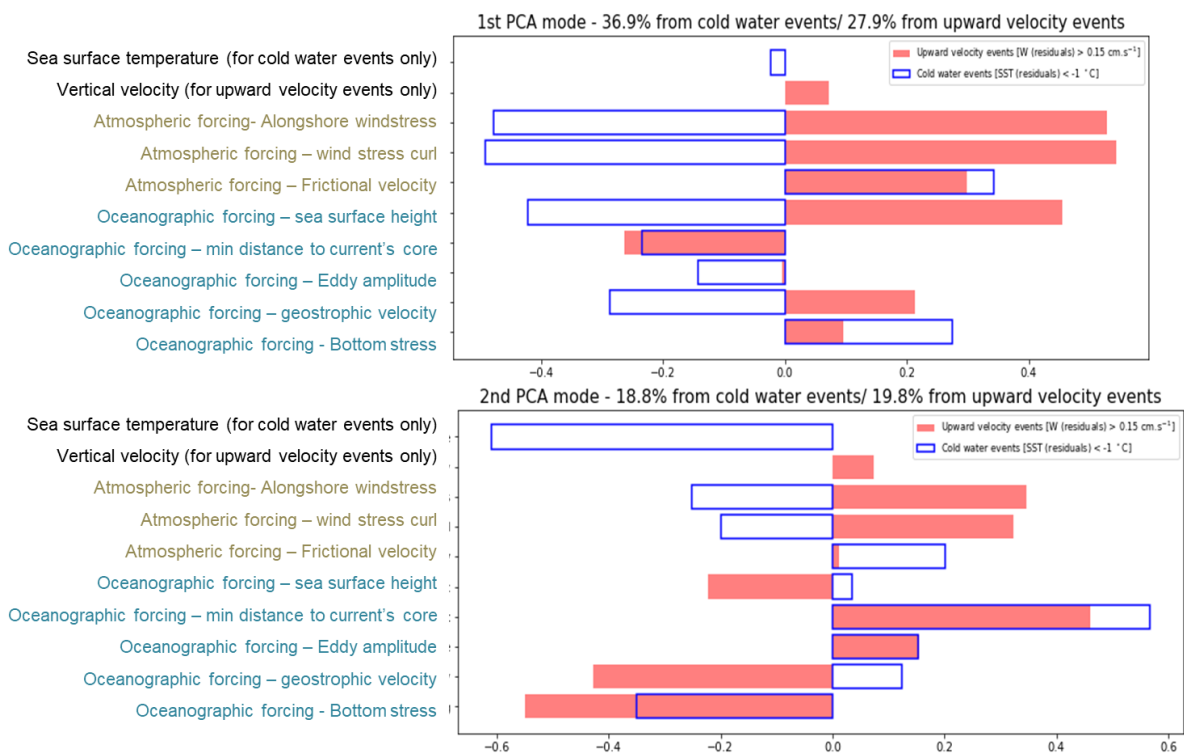 1st PCA mode - 36.9% from cold water events/ 27.9% from upward velocity events
Upward velocity events [W (residuals) > 0.15 cm.s⁻¹]
Cold water events [SST (residuals) < -1 °C]
Sea surface temperature (for cold water events only)
Vertical velocity (for upward velocity events only)
Atmospheric forcing- Alongshore windstress
Atmospheric forcing – wind stress curl
Atmospheric forcing – Frictional velocity
Oceanographic forcing – sea surface height
Oceanographic forcing – min distance to current's core
Oceanographic forcing – Eddy amplitude
Oceanographic forcing – geostrophic velocity
Oceanographic forcing - Bottom stress
−0.4 −0.2 0.0 0.2 0.4
2nd PCA mode - 18.8% from cold water events/ 19.8% from upward velocity events
Upward velocity events [W (residuals) > 0.15 cm.s⁻¹]
Cold water events [SST (residuals) < -1 °C]
Sea surface temperature (for cold water events only)
Vertical velocity (for upward velocity events only)
Atmospheric forcing- Alongshore windstress
Atmospheric forcing – wind stress curl
Atmospheric forcing – Frictional velocity
Oceanographic forcing – sea surface height
Oceanographic forcing – min distance to current's core
Oceanographic forcing – Eddy amplitude
Oceanographic forcing – geostrophic velocity
Oceanographic forcing - Bottom stress
−0.6 −0.4 −0.2 0.0 0.2 0.4 0.6